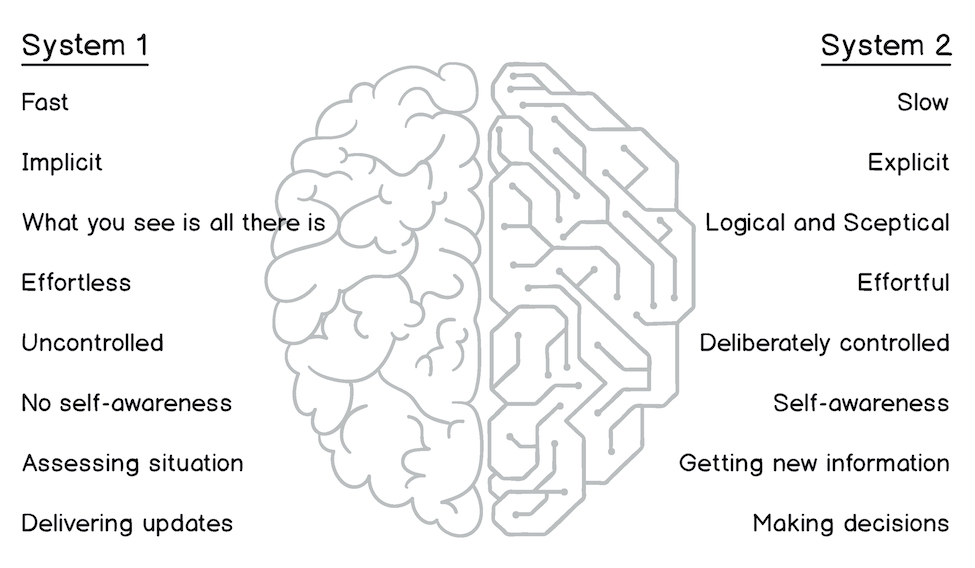 System 1
System 2
Fast
Slow
Implicit
Explicit
What you see is all there is
Logical and Sceptical
Effortless
Effortful
Uncontrolled
Deliberately controlled
No self-awareness
Self-awareness
Assessing situation
Getting new information
Delivering updates
Making decisions